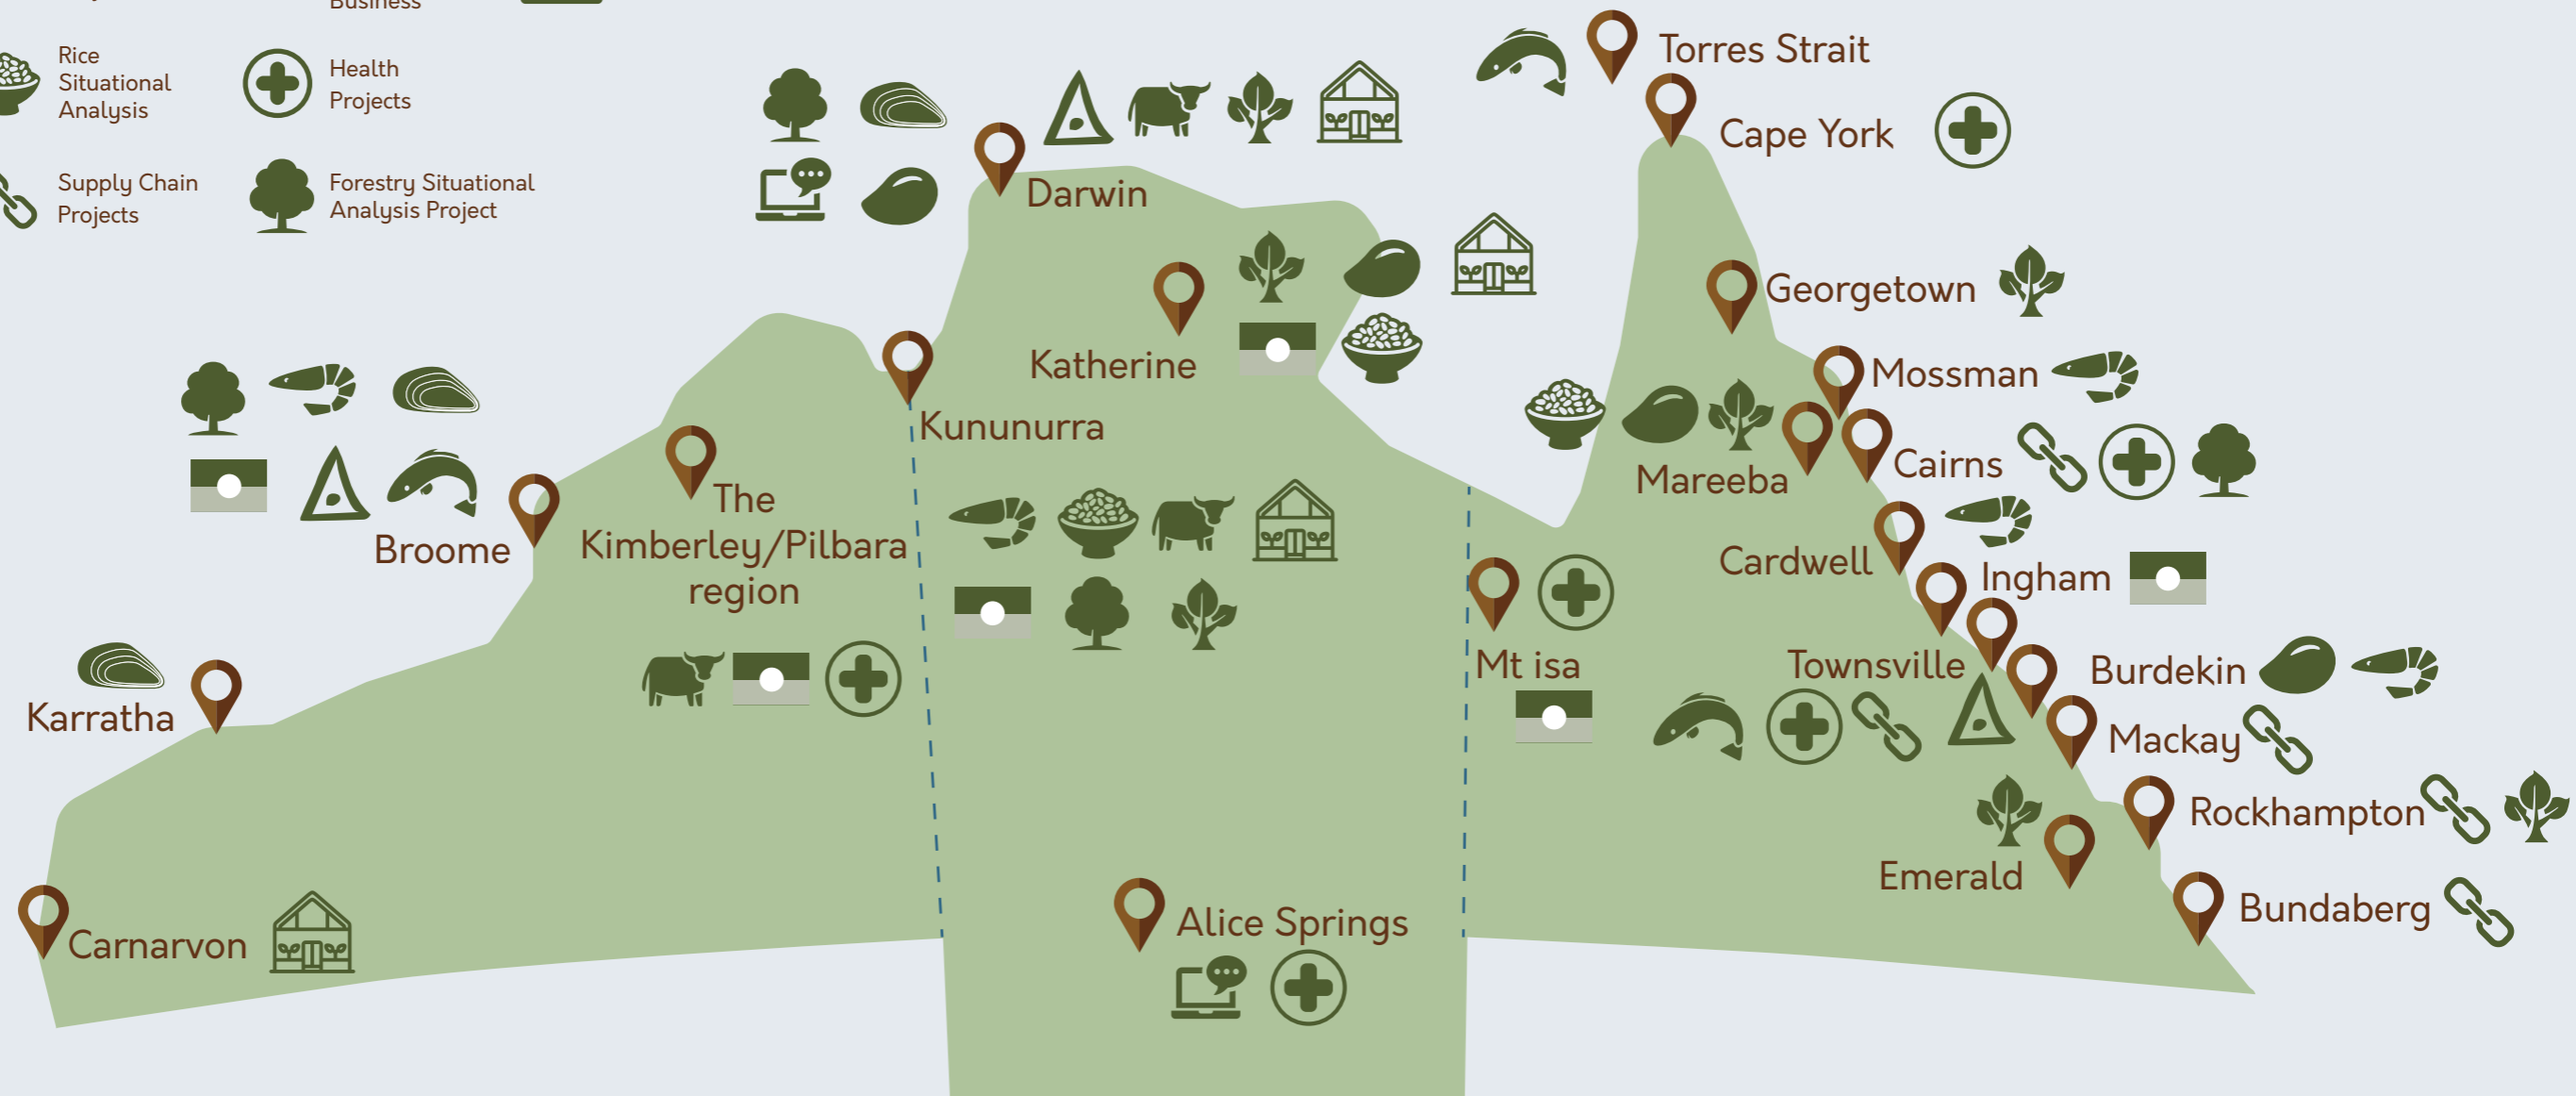 Business
Rice
Situational
Analysis
Health
Projects
Supply Chain
Projects
Forestry Situational
Analysis Project
Torres Strait
Cape York
Darwin
Georgetown
Katherine
Mossman
Kununurra
Mareeba
Cairns
The
Kimberley/Pilbara
region
Broome
Cardwell
Ingham
Mt isa
Townsville
Burdekin
Karratha
Mackay
Rockhampton
Emerald
Bundaberg
Alice Springs
Carnarvon